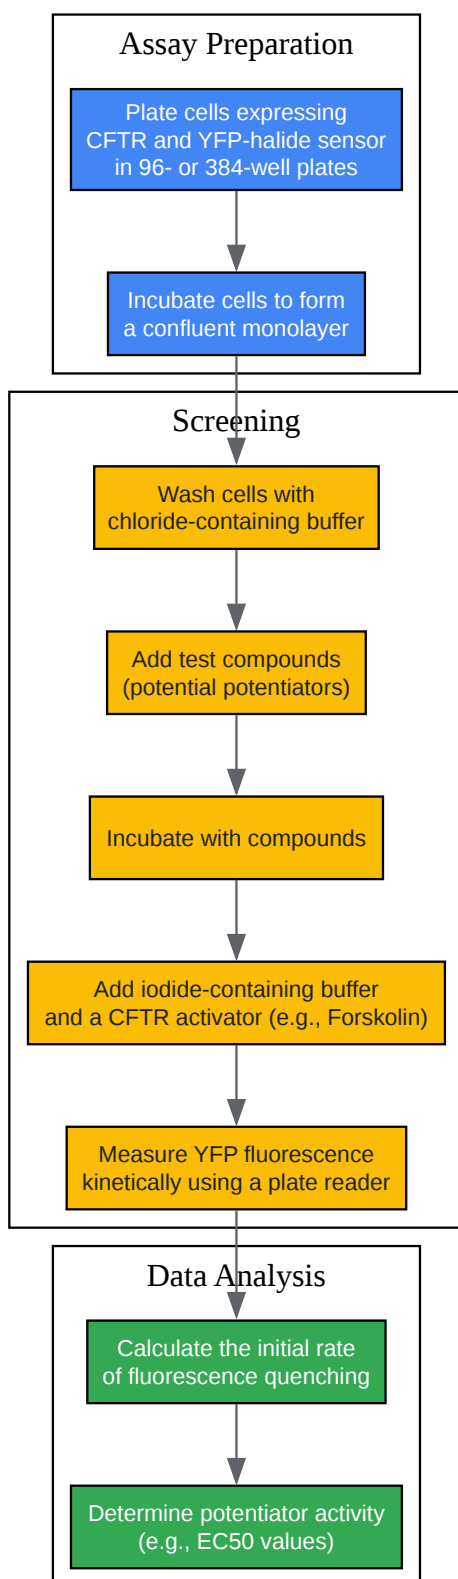 Assay Preparation
Plate cells expressing
CFTR and YFP-halide sensor
in 96- or 384-well plates
Incubate cells to form
a confluent monolayer
Screening
Wash cells with
chloride-containing buffer
Add test compounds
(potential potentiators)
Incubate with compounds
Add iodide-containing buffer
and a CFTR activator (e.g., Forskolin)
Measure YFP fluorescence
kinetically using a plate reader
Data Analysis
Calculate the initial rate
of fluorescence quenching
Determine potentiator activity
(e.g., EC50 values)